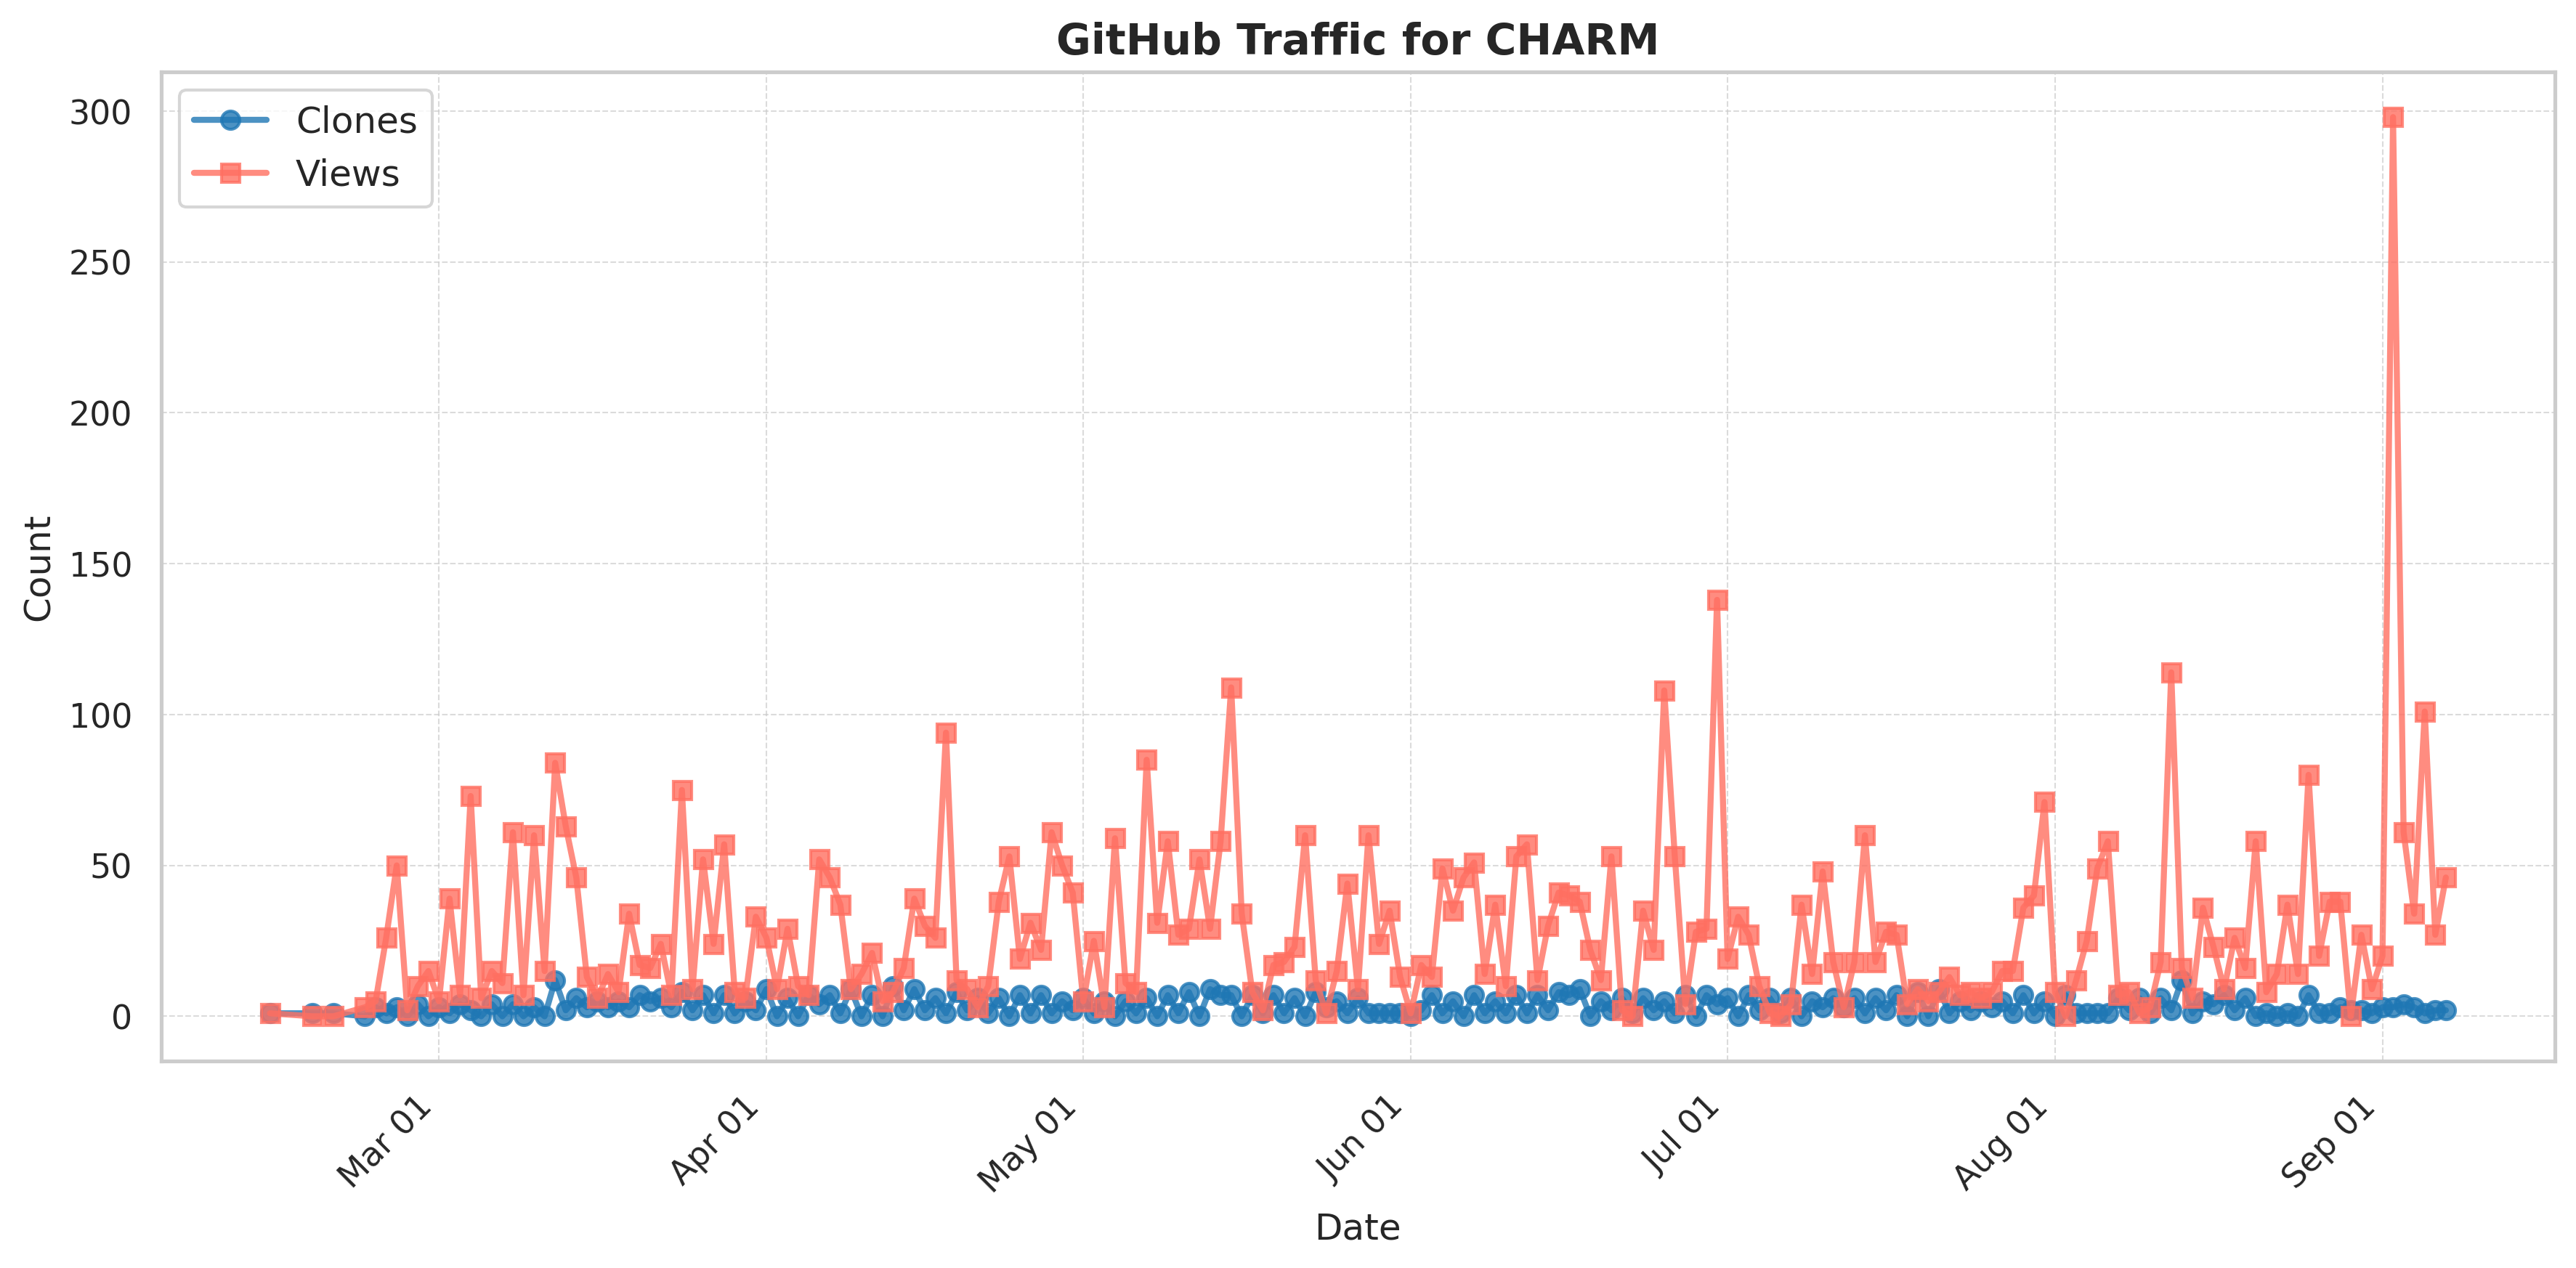 GitHub Traffic for CHARM
Clones
Views
300
250
200
150
100
50
0
Count
Mar 01
Apr 01
May 01
Jun 01
Jul 01
Aug 01
Sep 01
Date